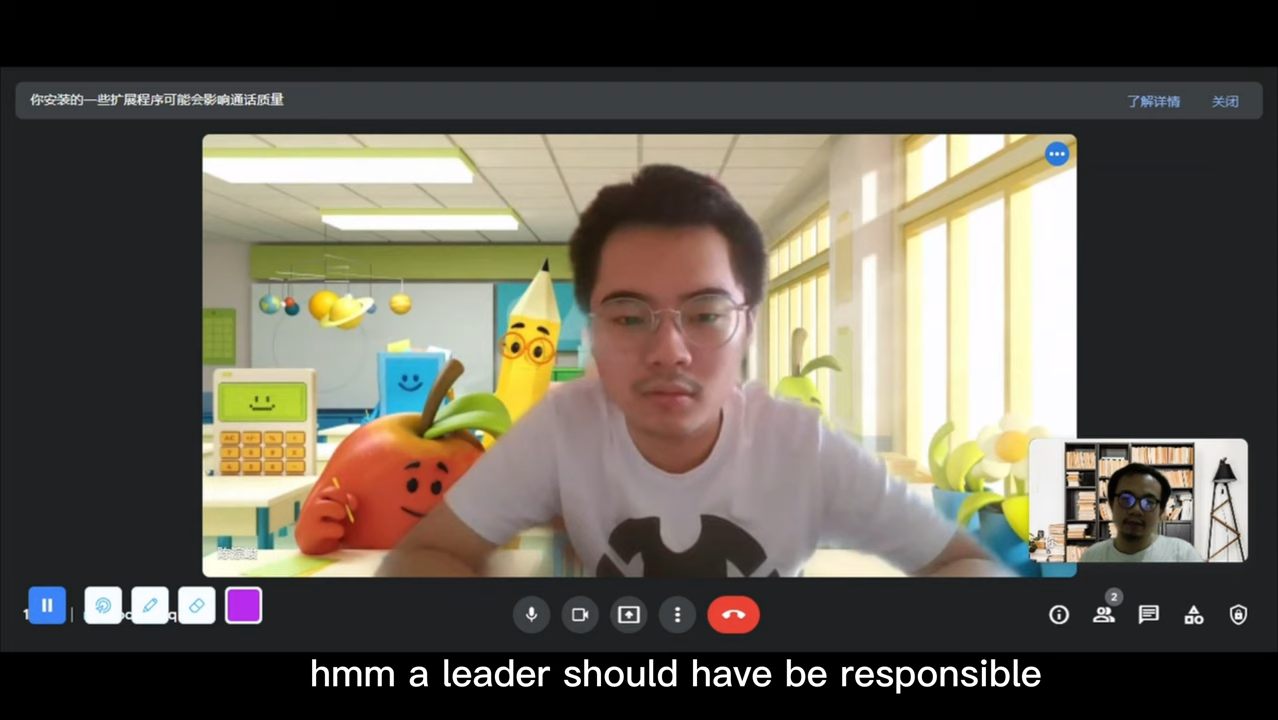 你安装的一些扩展程序可能会影响通话质量
了解详情
关闭
2
hmm a leader should have be responsible